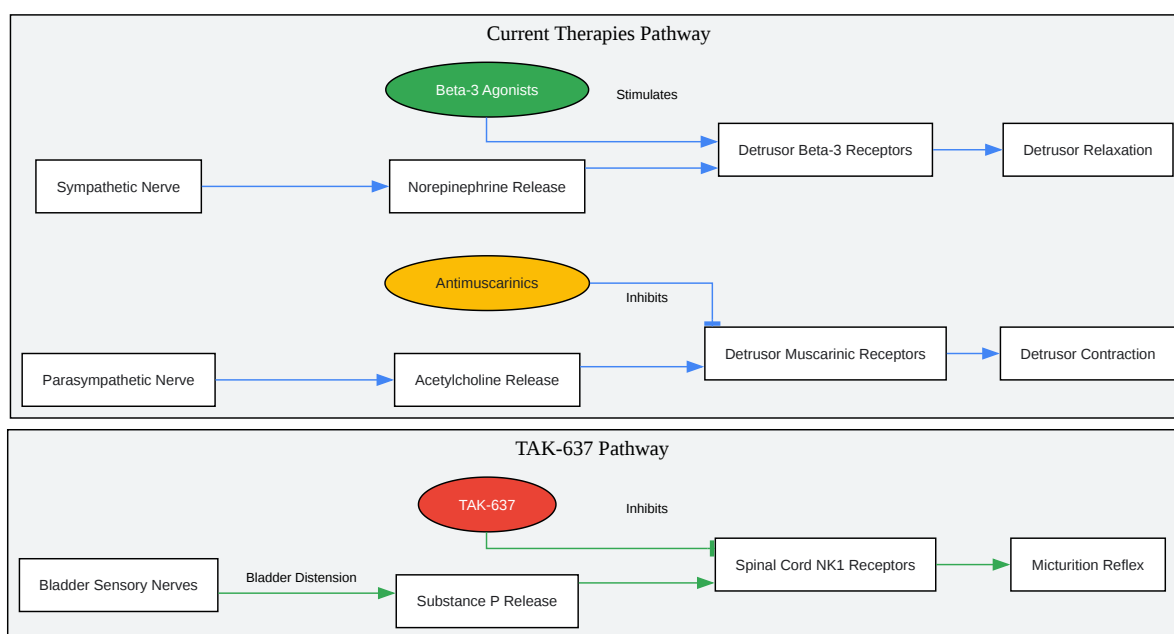 Current Therapies Pathway
Beta-3 Agonists
Stimulates
Detrusor Beta-3 Receptors
Detrusor Relaxation
Sympathetic Nerve
Norepinephrine Release
Antimuscarinics
Inhibits
Detrusor Muscarinic Receptors
Detrusor Contraction
Parasympathetic Nerve
Acetylcholine Release
TAK-637 Pathway
TAK-637
Inhibits
Spinal Cord NK1 Receptors
Micturition Reflex
Bladder Sensory Nerves
Bladder Distension
Substance P Release